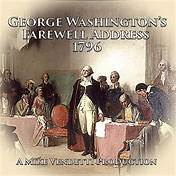 GEORGE WASHINGTON'S
FAREWELL ADDRESS
1796
A MIKE VENDETTI PRODUCTION